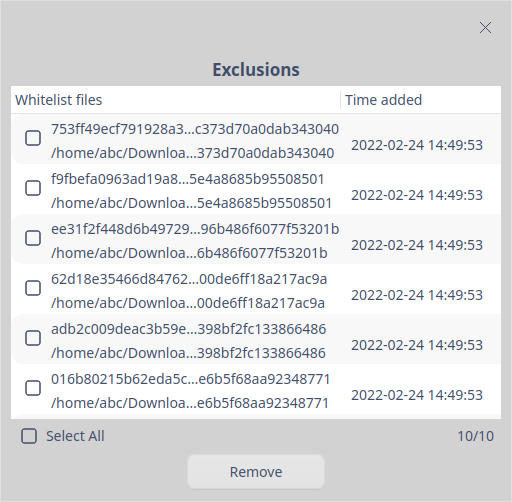 Exclusions
Whitelist files Time added
753ff49ecf791928a3...c373d70a0dab343040
/home/abc/Downloa...373d70a0dab343040 2022-02-24 14:49:53
f9fbefa0963ad19a8...5e4a8685b95508501
/home/abc/Downloa...5e4a8685b95508501 2022-02-24 14:49:53
ee31f2f448d6b49729...96b486f6077f53201b
/home/abc/Downloa...6b486f6077f53201b 2022-02-24 14:49:53
62d18e35466d84762...00de6ff18a217ac9a
/home/abc/Downloa...00de6ff18a217ac9a 2022-02-24 14:49:53
adb2c009deac3b59e...398bf2fc133866486
/home/abc/Downloa...398bf2fc133866486 2022-02-24 14:49:53
016b80215b62eda5c...e6b5f68aa92348771
/home/abc/Downloa...e6b5f68aa92348771 2022-02-24 14:49:53
Select All 10/10
Remove